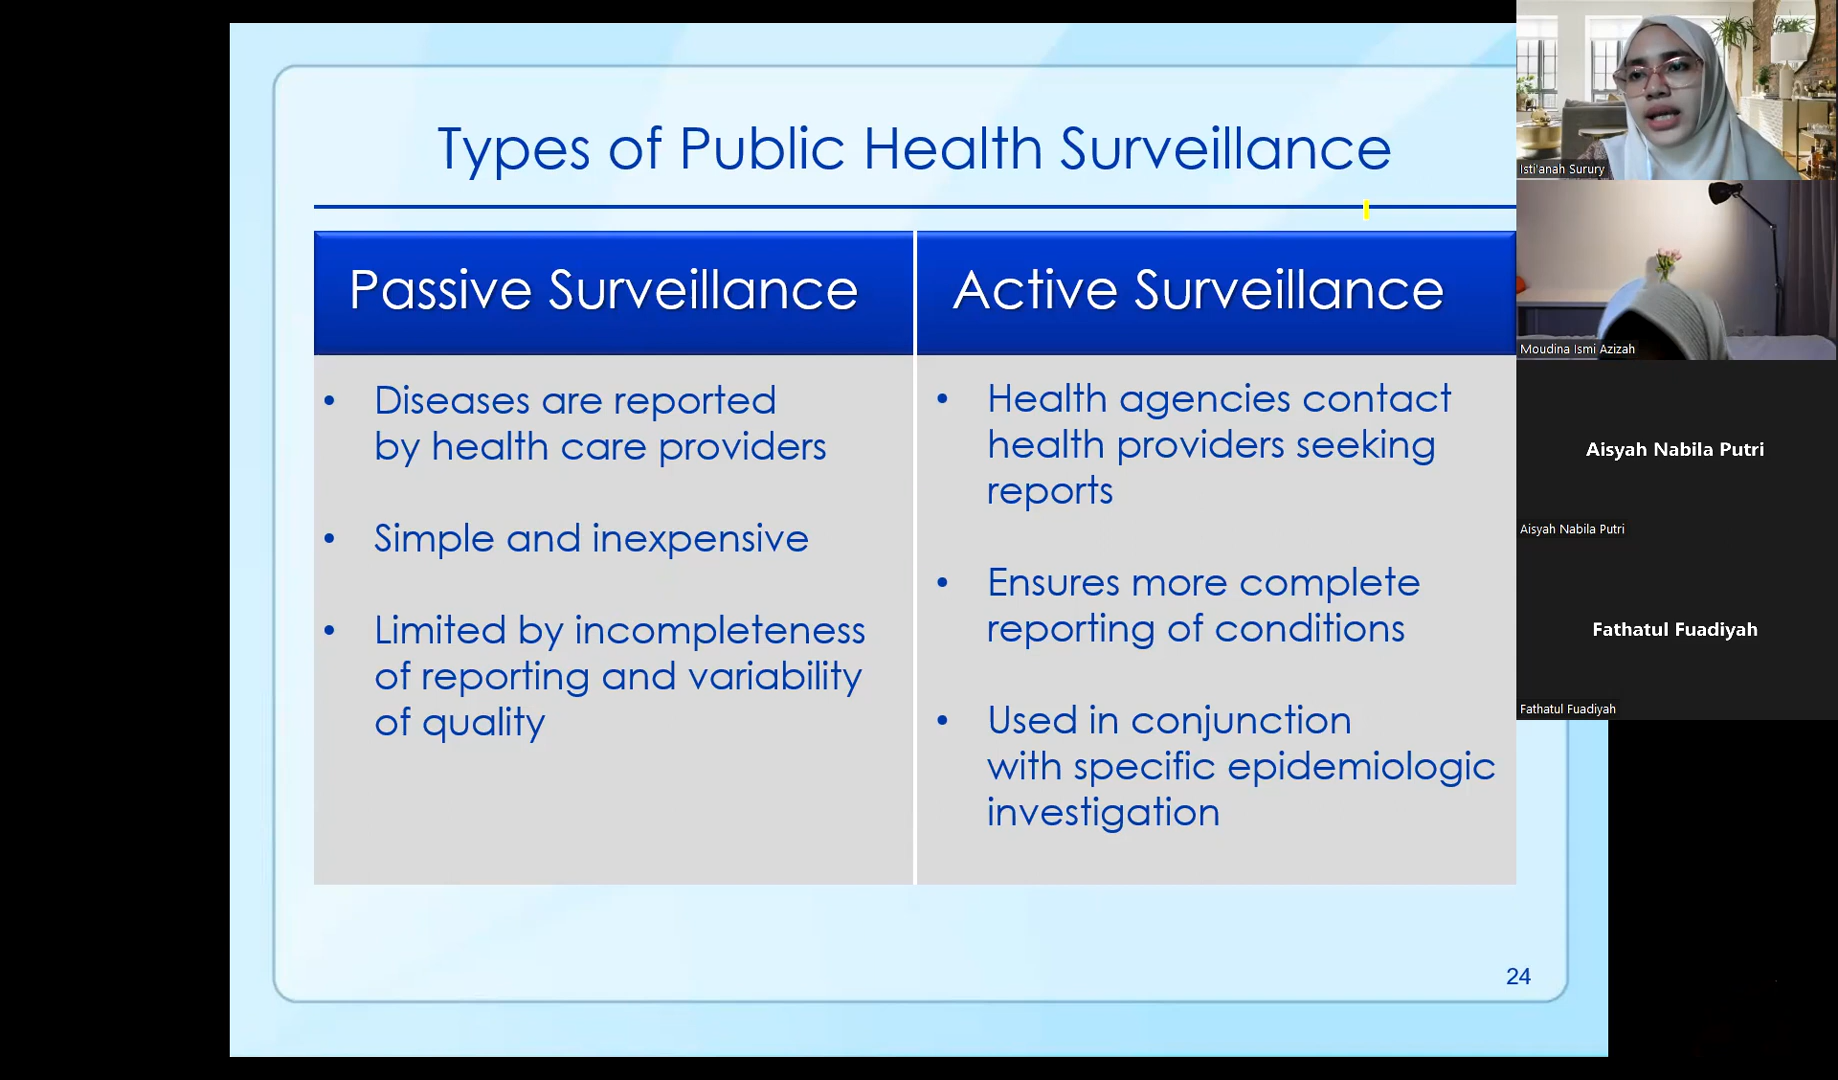 Types of Public Health Surveillance
Passive Surveillance
Active Surveillance
• Diseases are reported
by health care providers
• Simple and inexpensive
• Limited by incompleteness
of reporting and variability
of quality
• Health agencies contact
health providers seeking
reports
• Ensures more complete
reporting of conditions
• Used in conjunction
with specific epidemiologic
investigation
24
Isti'anah Surury
Moudina Ismi Azizah
Aisyah Nabila Putri
Aisyah Nabila Putri
Fathatul Fuadiyah
Fathatul Fuadiyah